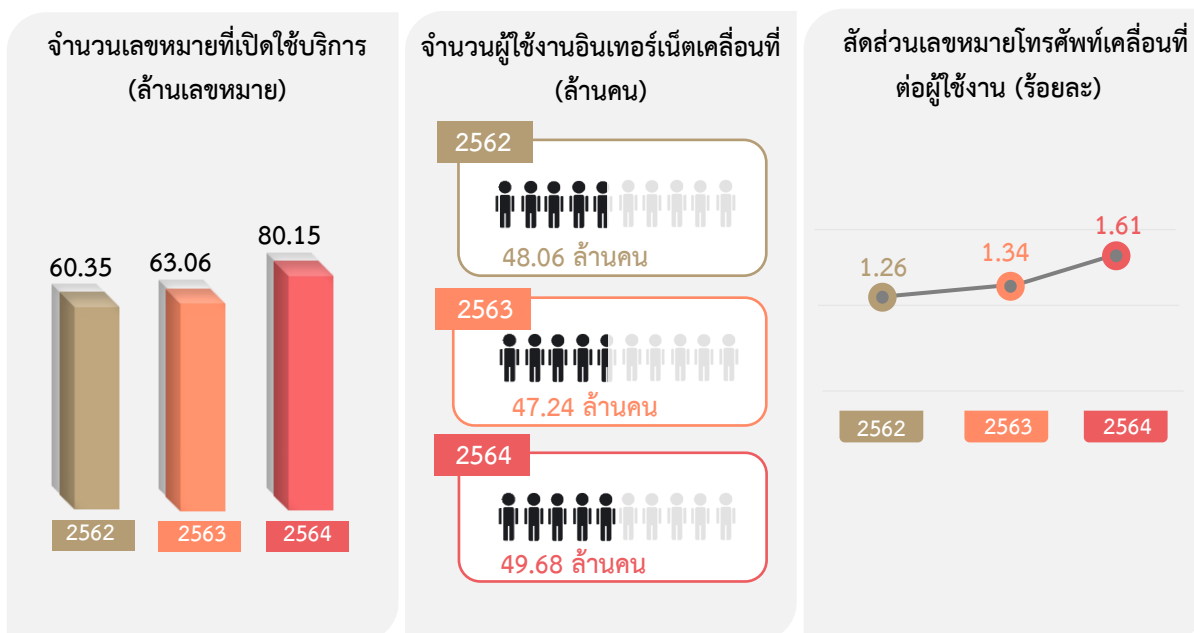 จำนวนเลขหมายที่เปิดใช้บริการ
(ล้านเลขหมาย)
60.35
63.06
80.15
2562
2563
2564
จำนวนผู้ใช้งานอินเทอร์เน็ตเคลื่อนที่
(ล้านคน)
2562
48.06 ล้านคน
2563
47.24 ล้านคน
2564
49.68 ล้านคน
สัดส่วนเลขหมายโทรศัพท์เคลื่อนที่
ต่อผู้ใช้งาน (ร้อยละ)
1.26
1.34
1.61
2562
2563
2564